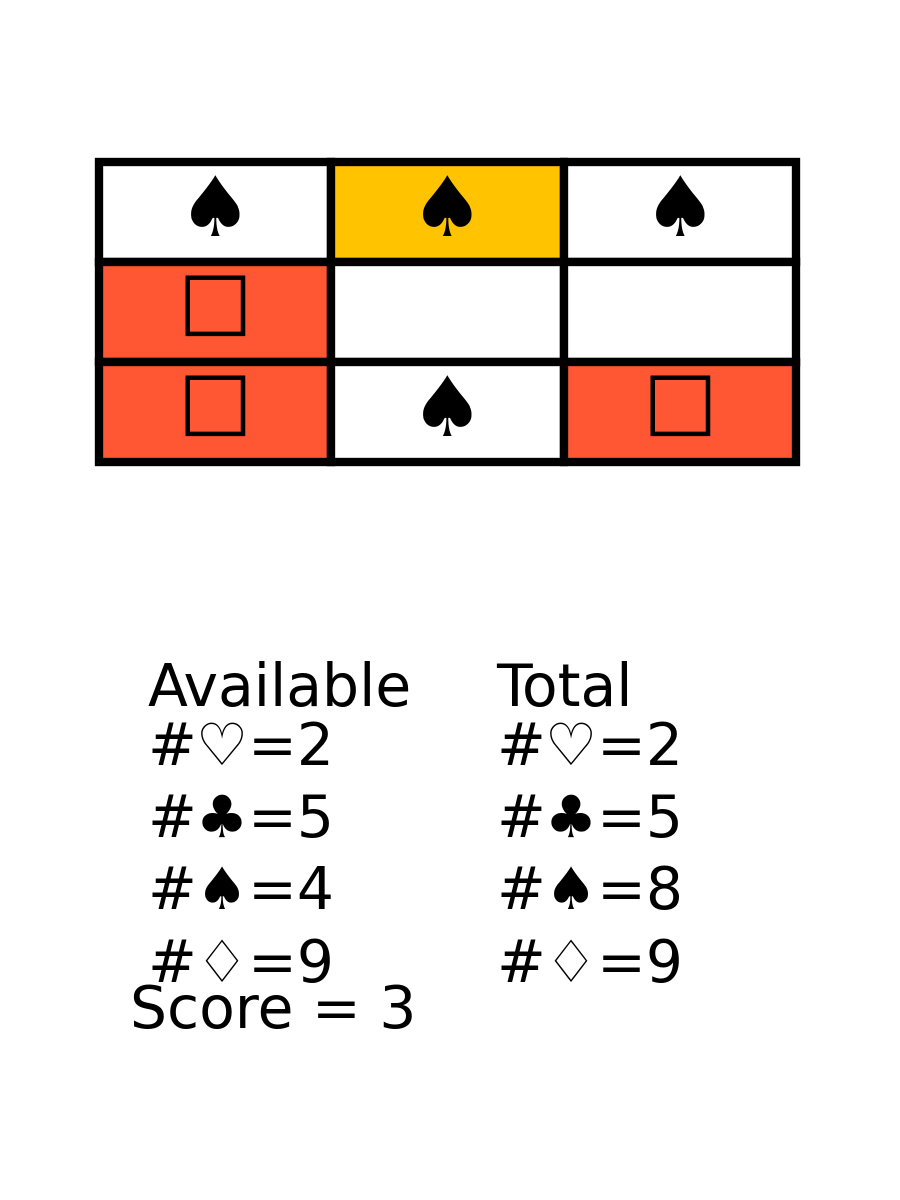 ♠ ♠ ♠
□
□ ♠ □
Available Total
#♡=2 #♡=2
#♣=5 #♣=5
#♠=4 #♠=8
#♢=9 #♢=9
Score = 3